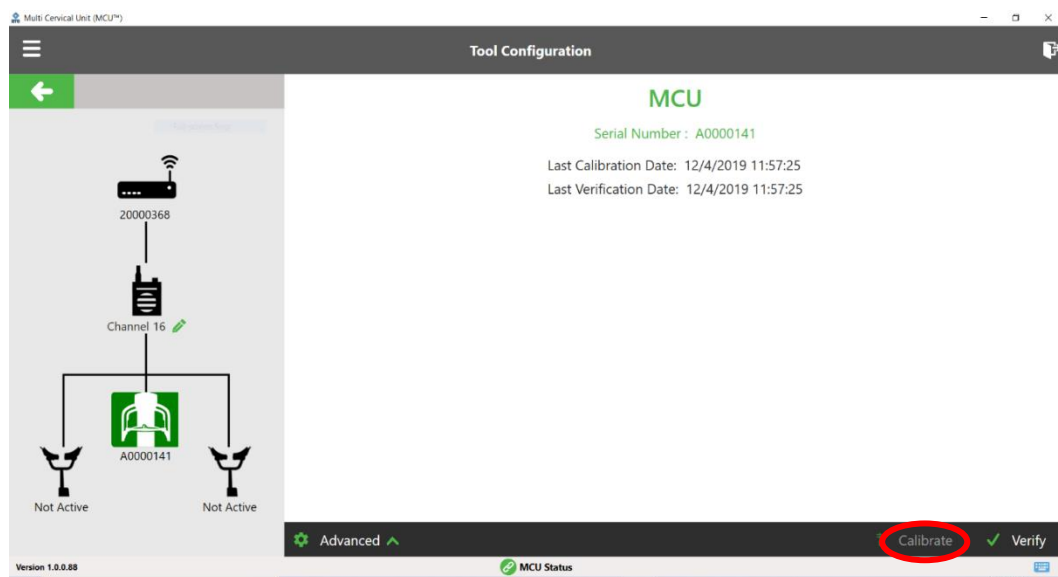 Multi Cervical Unit (MCU™)
Tool Configuration
MCU
Serial Number : A0000141
Last Calibration Date: 12/4/2019 11:57:25
Last Verification Date: 12/4/2019 11:57:25
20000368
Channel 16
A0000141
Not Active
Not Active
Advanced
Calibrate
Verify
Version 1.0.0.88
MCU Status